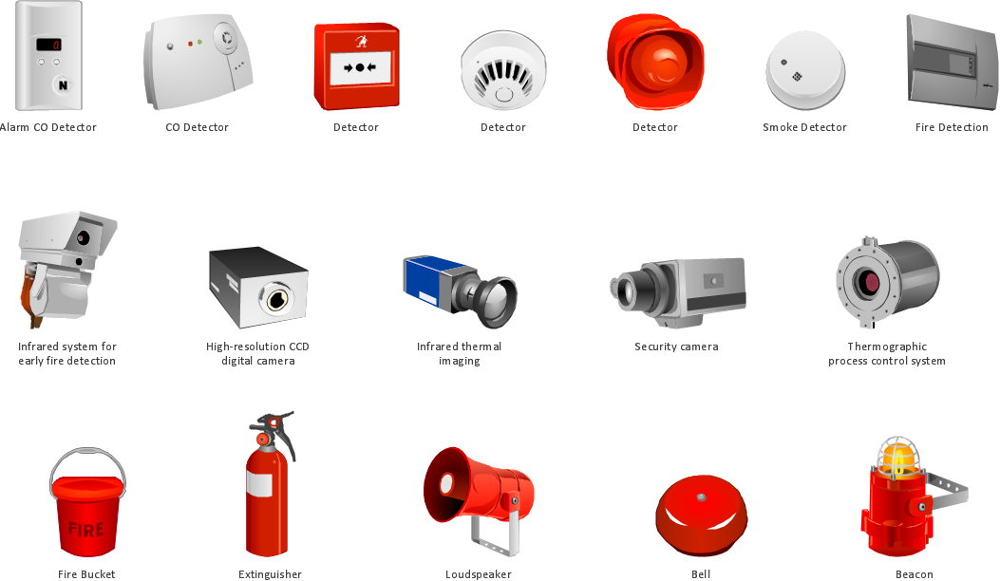 0
N
Alarm CO Detector
CO Detector
Detector
Detector
Detector
Smoke Detector
Fire Detection
Infrared system for
early fire detection
High-resolution CCD
digital camera
Infrared thermal
imaging
Security camera
Thermographic
process control system
FIRE
Fire Bucket
Extinguisher
Loudspeaker
Bell
Beacon